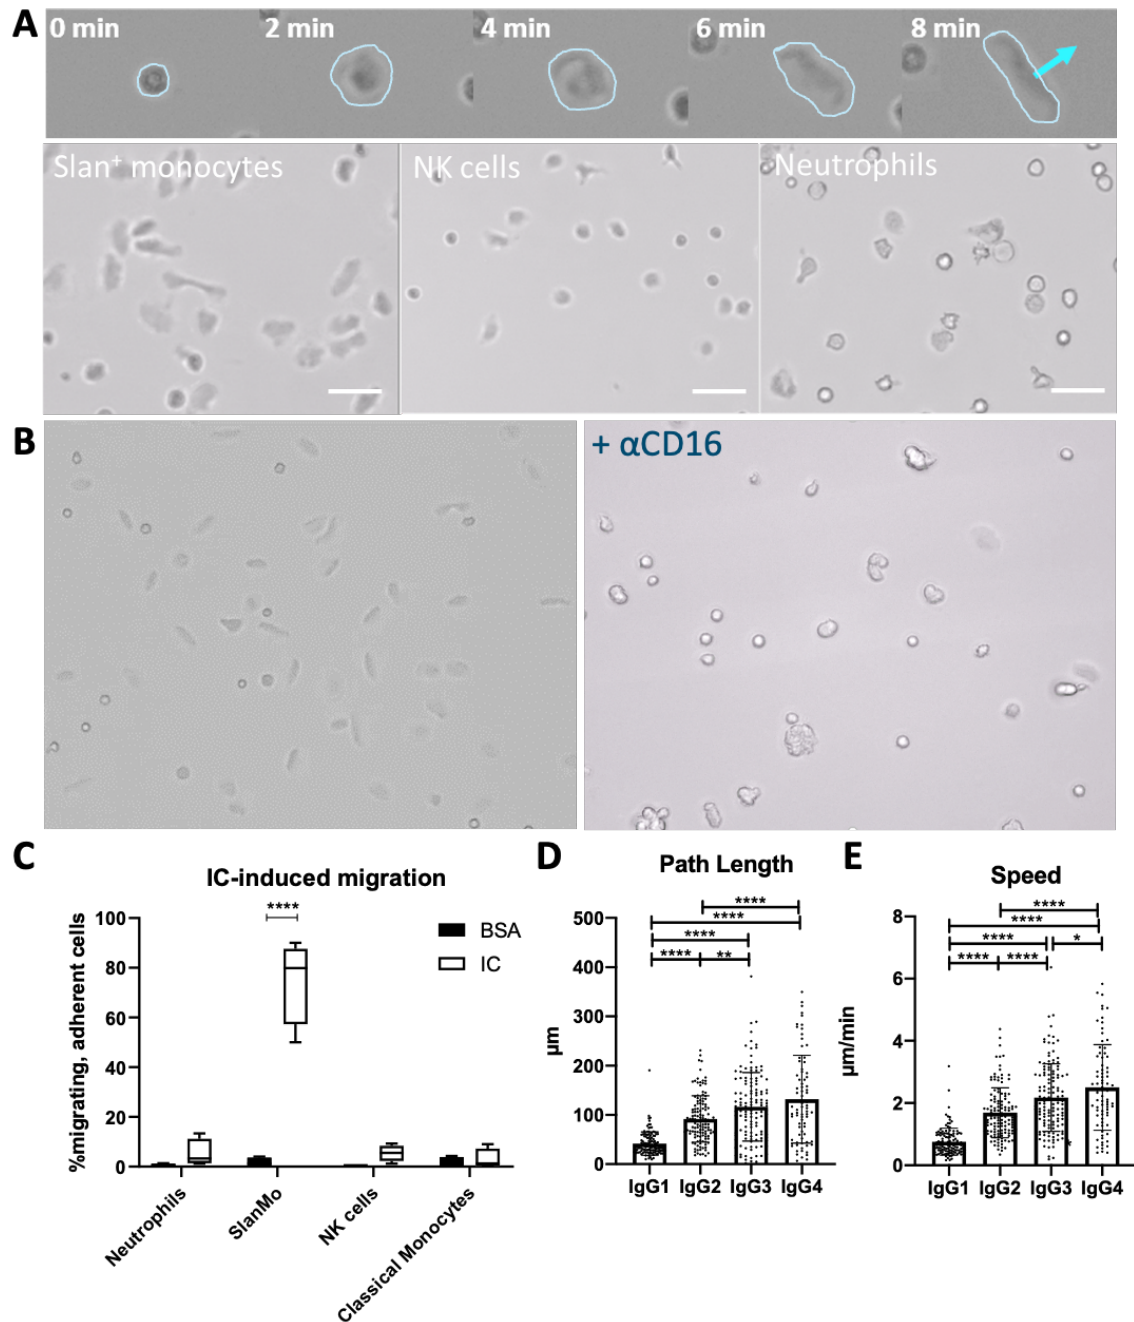 A
0 min 2 min 4 min 6 min 8 min
Slan⁺ monocytes NK cells Neutrophils
B
+ αCD16
C
IC-induced migration
****
%migrating, adherent cells
100
80
60
40
20
0
BSA
IC
Neutrophils
SlanMo
NK cells
Classical Monocytes
D
Path Length
****
****
****
**** **
µm
500
400
300
200
100
0
IgG1 IgG2 IgG3 IgG4
E
Speed
****
****
**** *
**** ****
µm/min
8
6
4
2
0
IgG1 IgG2 IgG3 IgG4